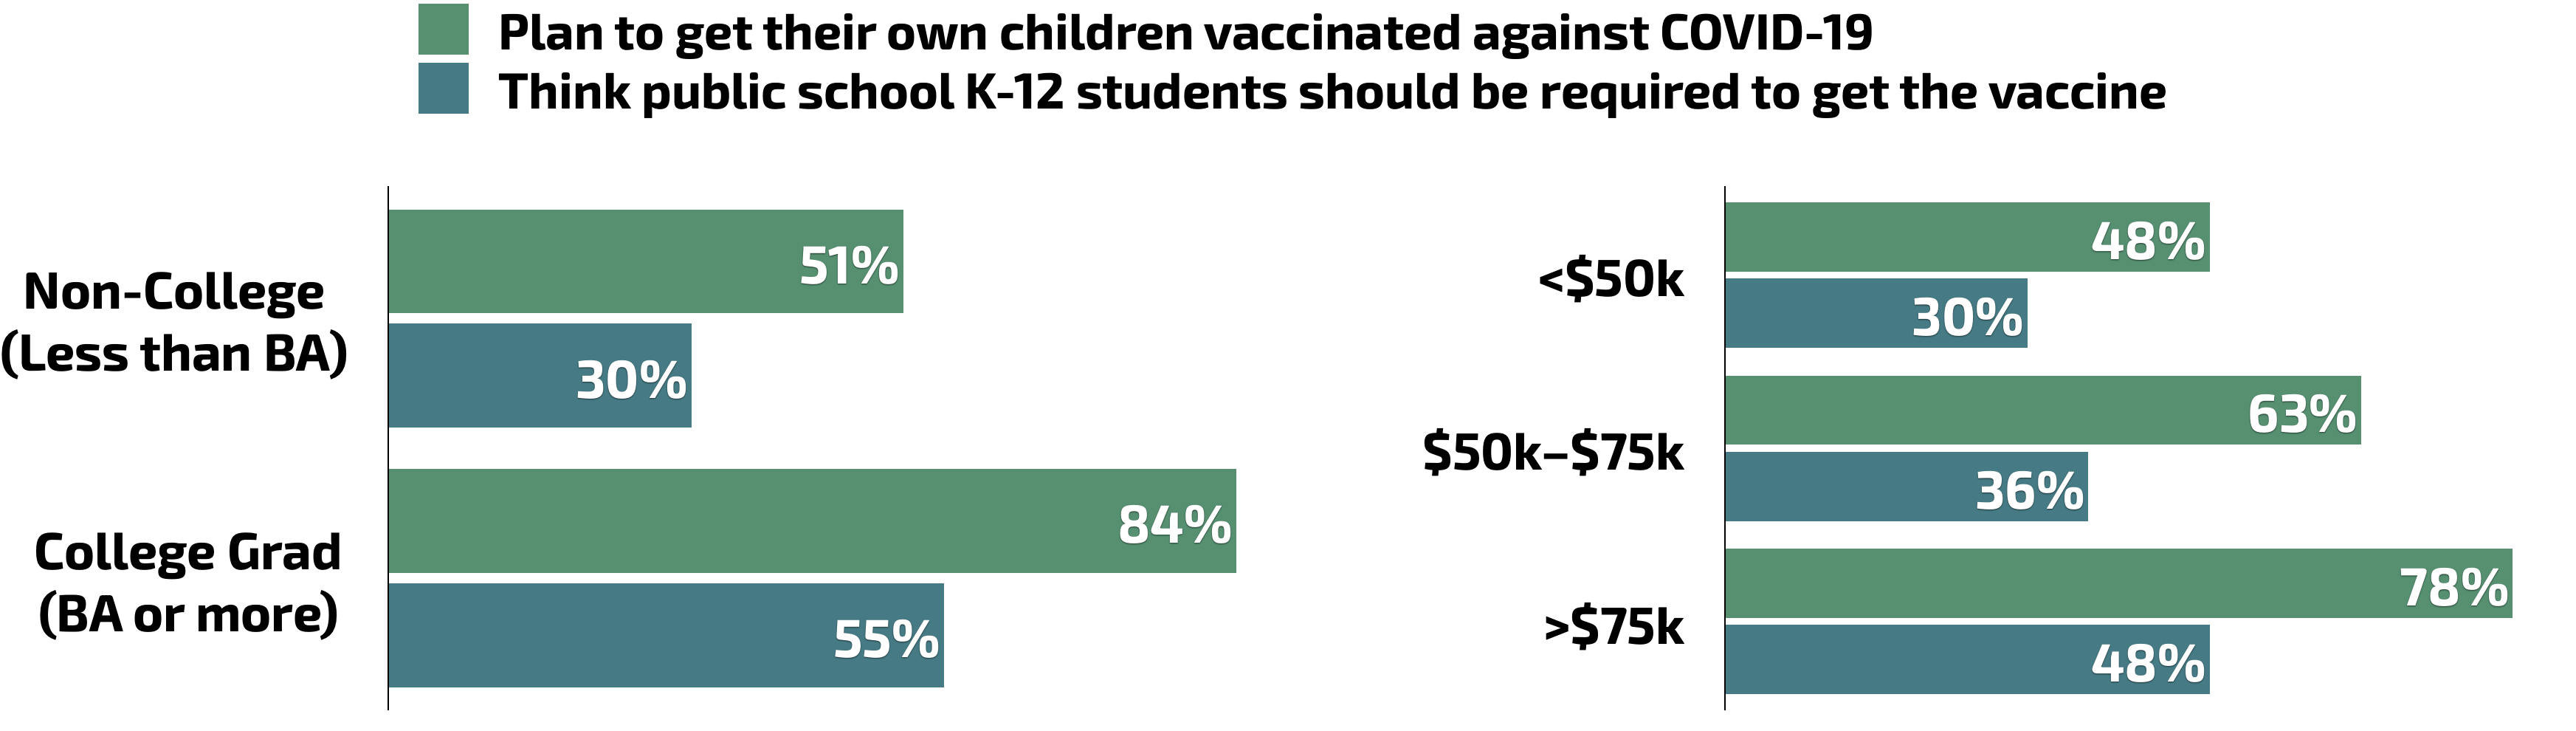 Plan to get their own children vaccinated against COVID-19
Think public school K-12 students should be required to get the vaccine
Non-College
(Less than BA)
51%
30%
College Grad
(BA or more)
84%
55%
<$50k
48%
30%
$50k–$75k
63%
36%
>$75k
78%
48%